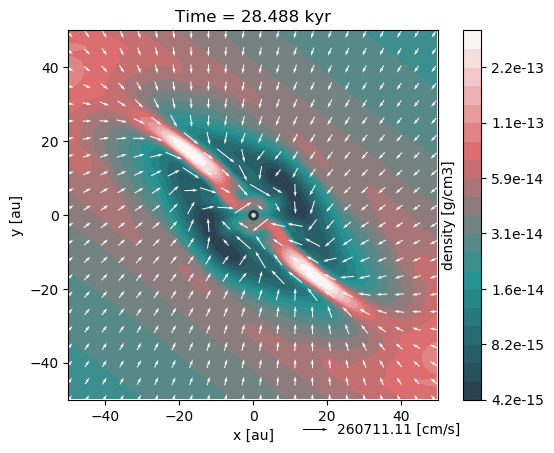 Time = 28.488 kyr
y [au]
40
20
0
−20
−40
−40
−20
0
20
40
x [au]
260711.11 [cm/s]
density [g/cm3]
2.2e-13
1.1e-13
5.9e-14
3.1e-14
1.6e-14
8.2e-15
4.2e-15